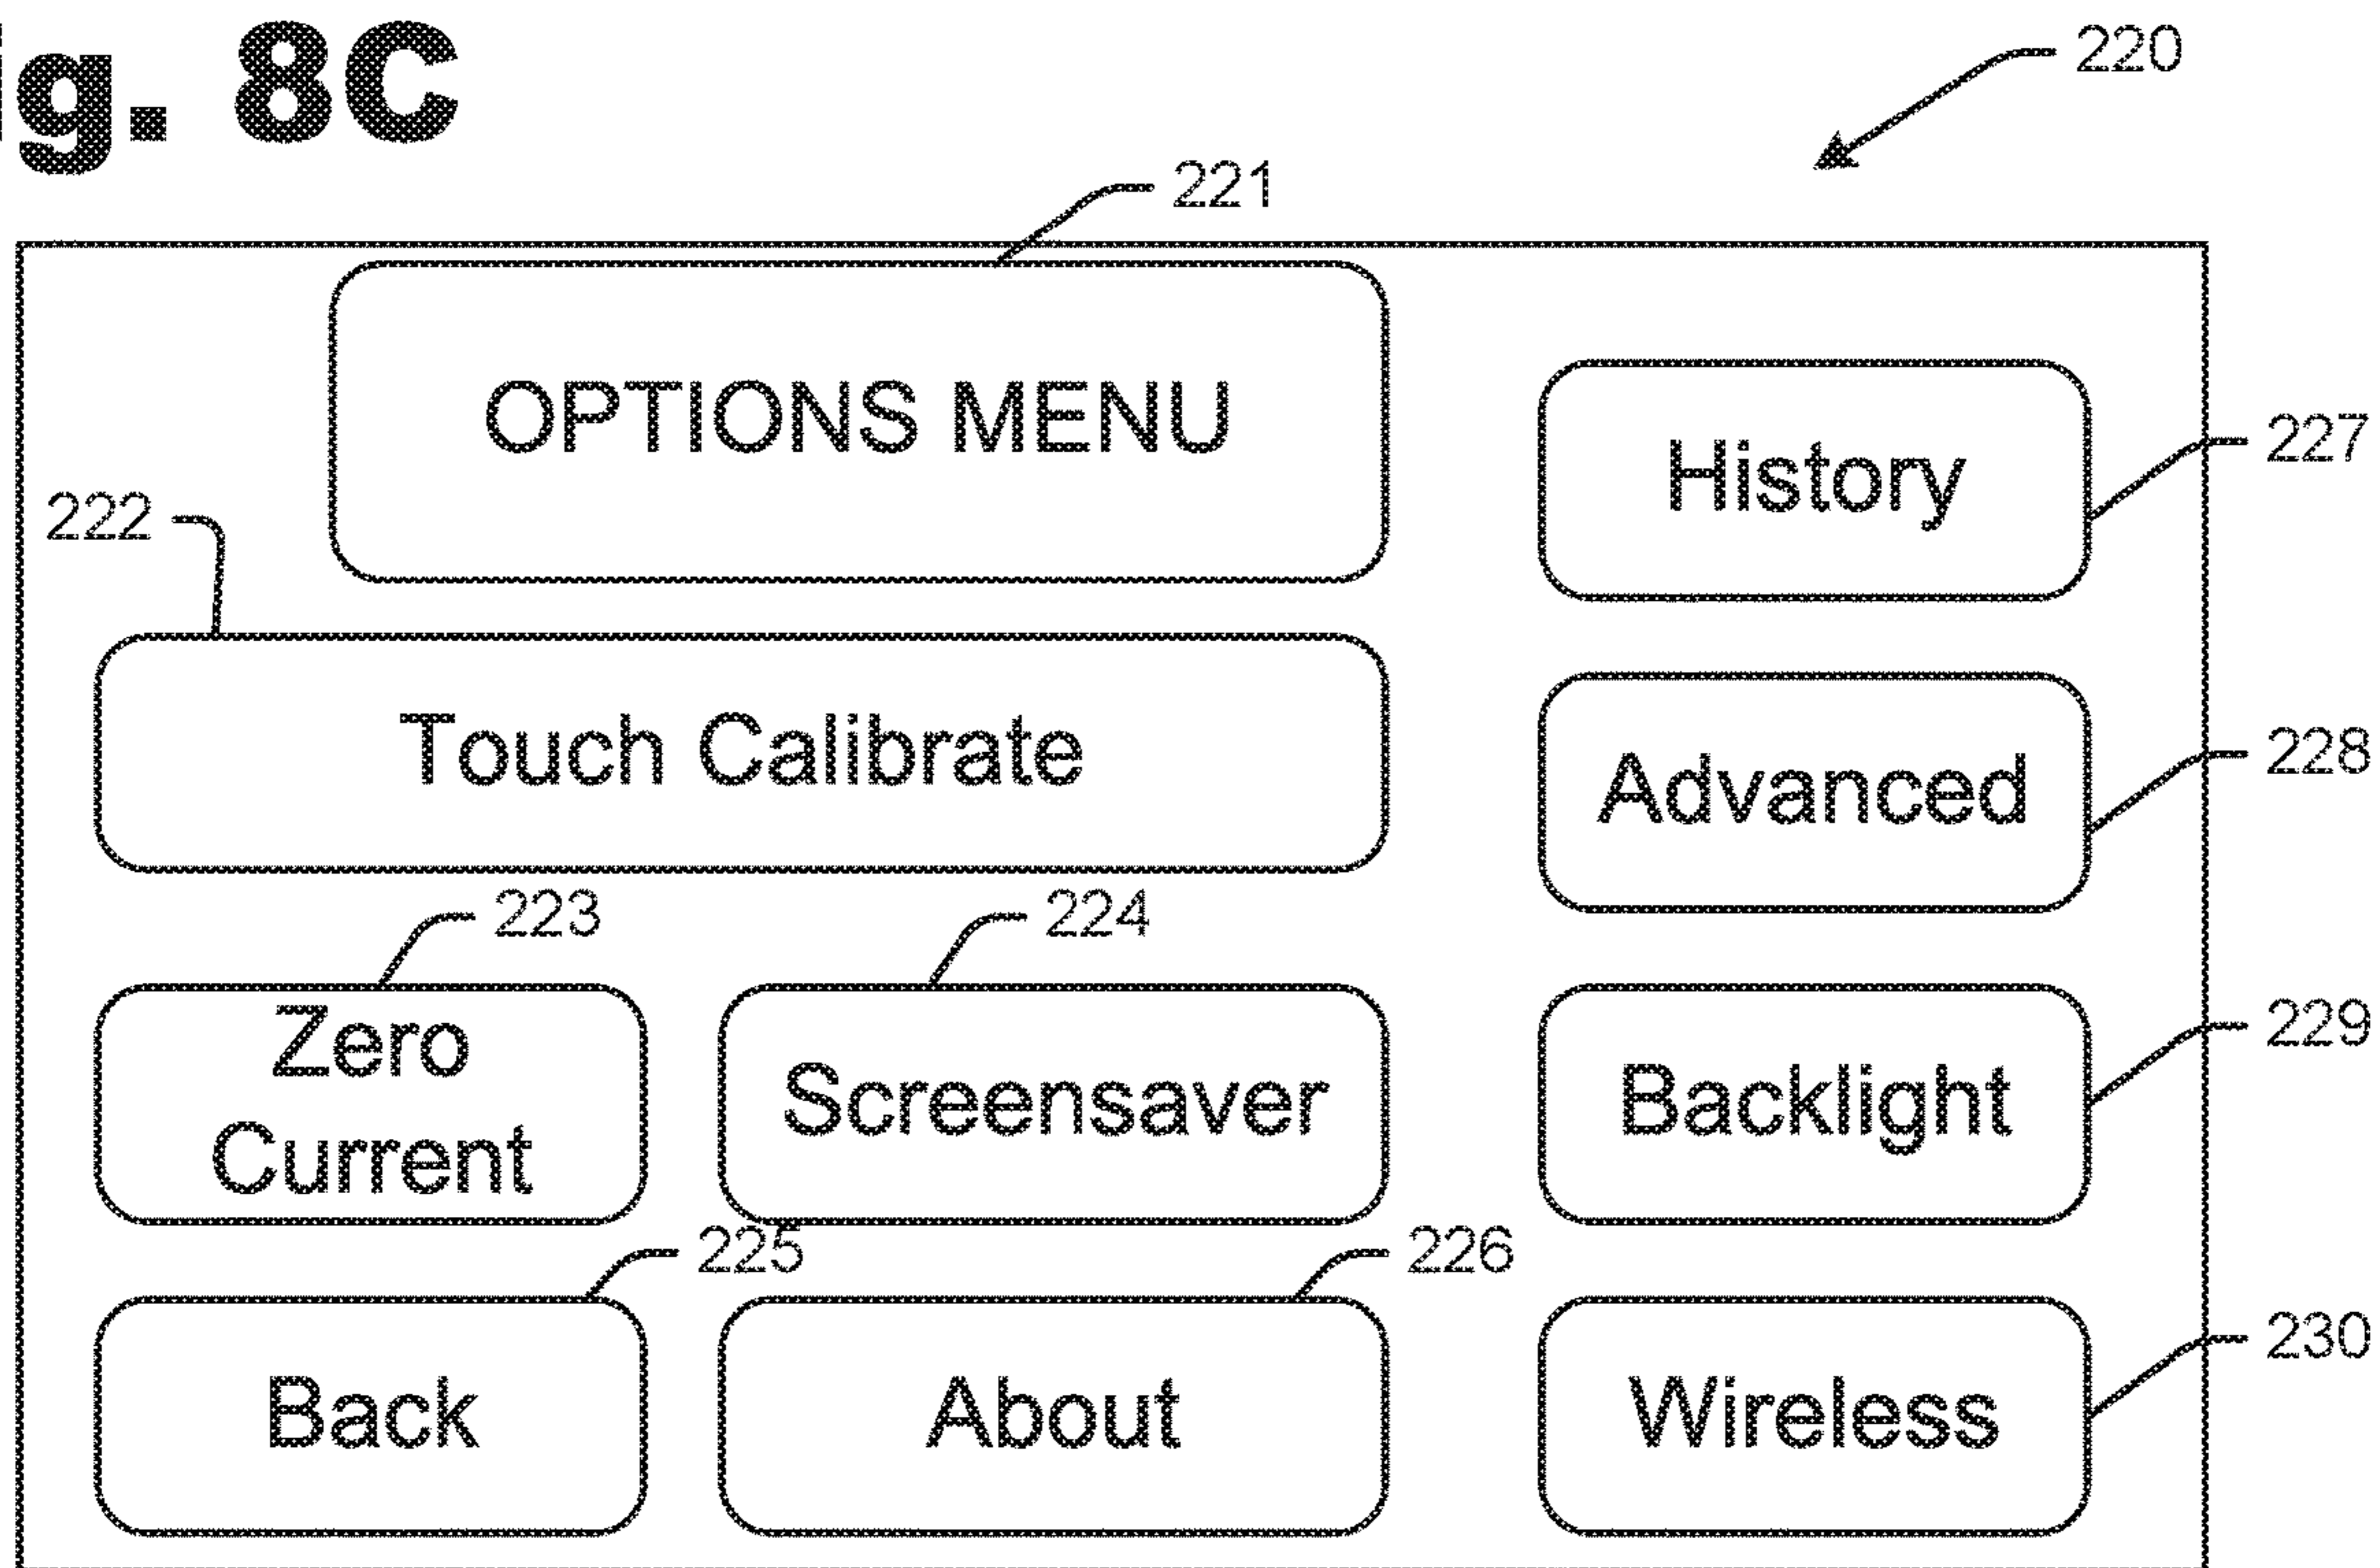 ig. 8C
220
221
OPTIONS MENU
History
227
222
Touch Calibrate
Advanced
228
223
224
Zero
Current
Screensaver
Backlight
229
225
226
Back
About
Wireless
230